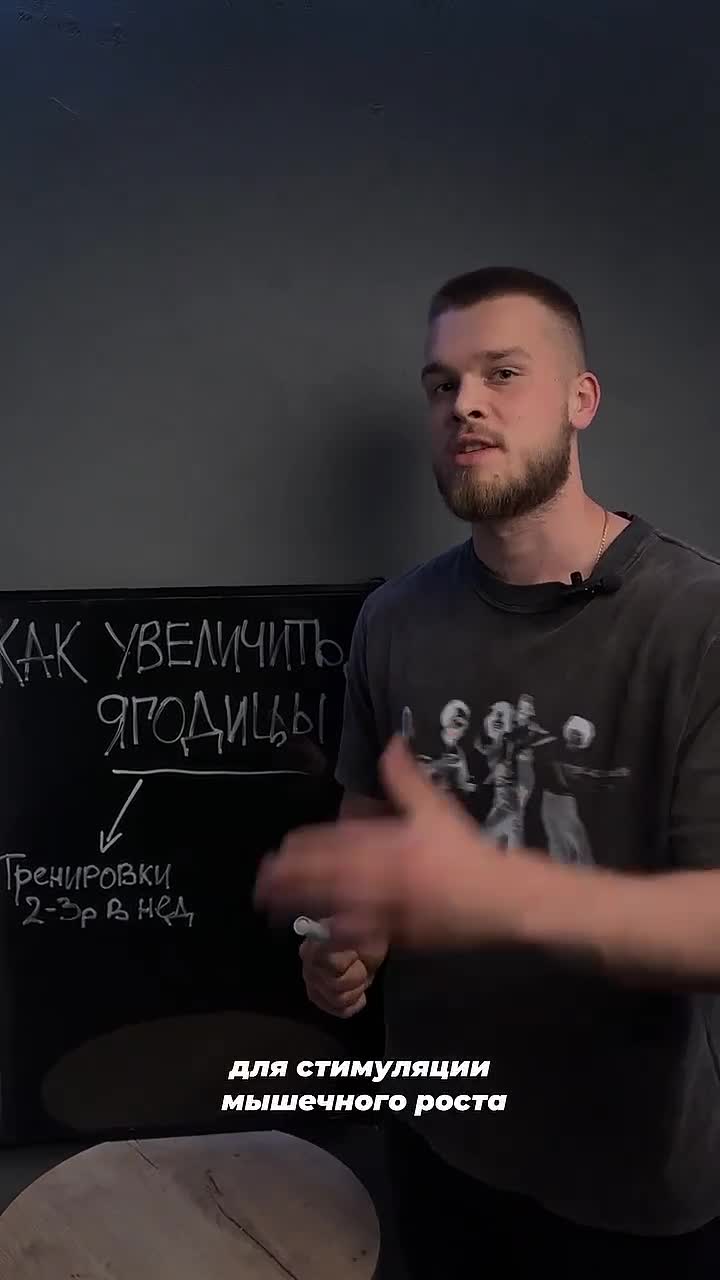 КАК УВЕЛИЧИТЬ
ЯГОДИЦЫ
Тренировки
2-3р в нед
для стимуляции
мышечного роста